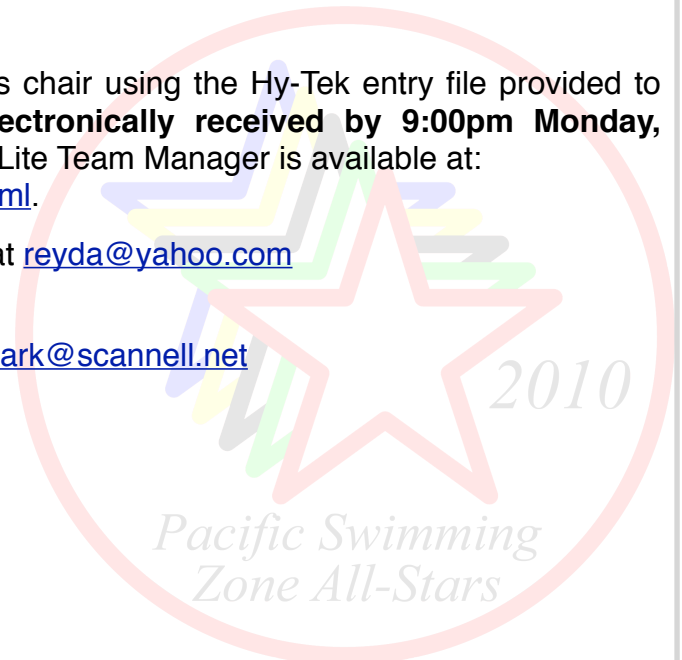 s chair using the Hy-Tek entry file provided to
ectronically received by 9:00pm Monday,
Lite Team Manager is available at:
ml.
at reyda@yahoo.com
ark@scannell.net
2010
Pacific Swimming
Zone All-Stars